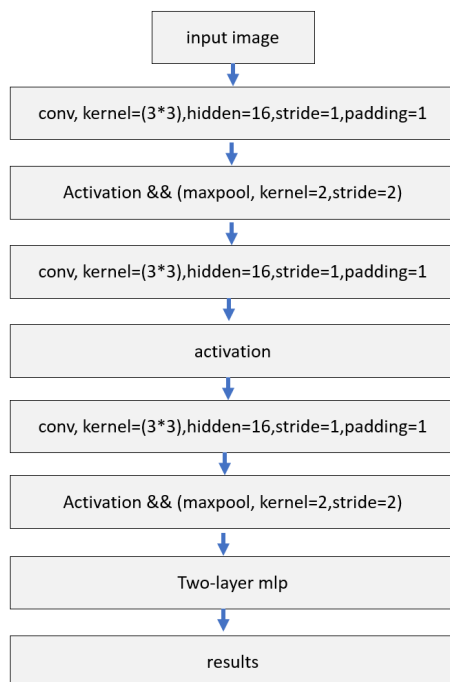 input image
conv, kernel=(3*3),hidden=16,stride=1,padding=1
Activation && (maxpool, kernel=2,stride=2)
conv, kernel=(3*3),hidden=16,stride=1,padding=1
activation
conv, kernel=(3*3),hidden=16,stride=1,padding=1
Activation && (maxpool, kernel=2,stride=2)
Two-layer mlp
results